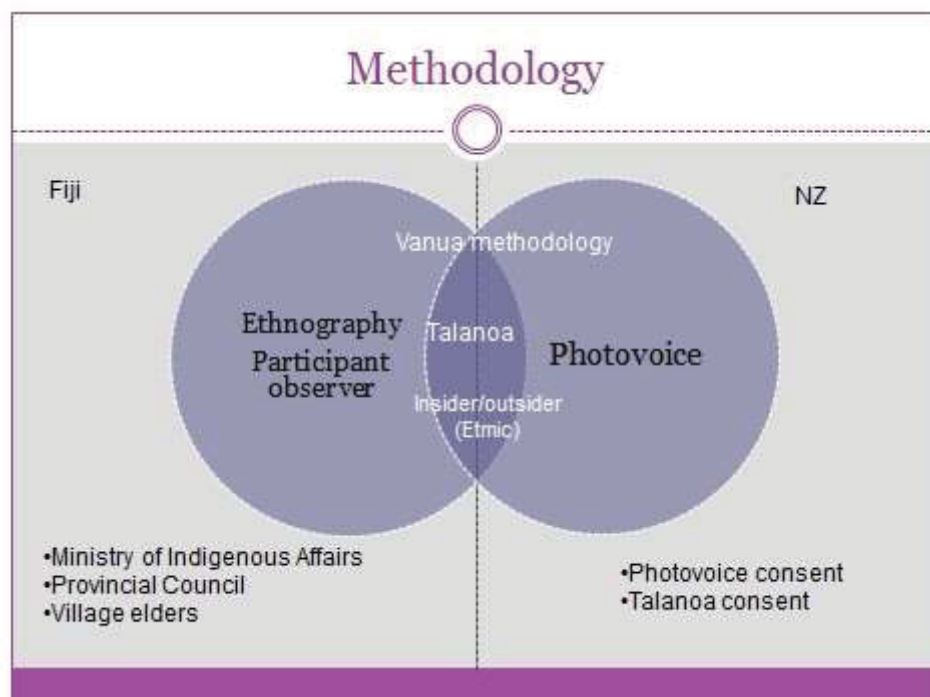 Methodology
Fiji
NZ
Vanua methodology
Ethnography
Participant
observer
Talanoa
Photovoice
Insider/outsider
(Etmic)
•Ministry of Indigenous Affairs
•Provincial Council
•Village elders
•Photovoice consent
•Talanoa consent